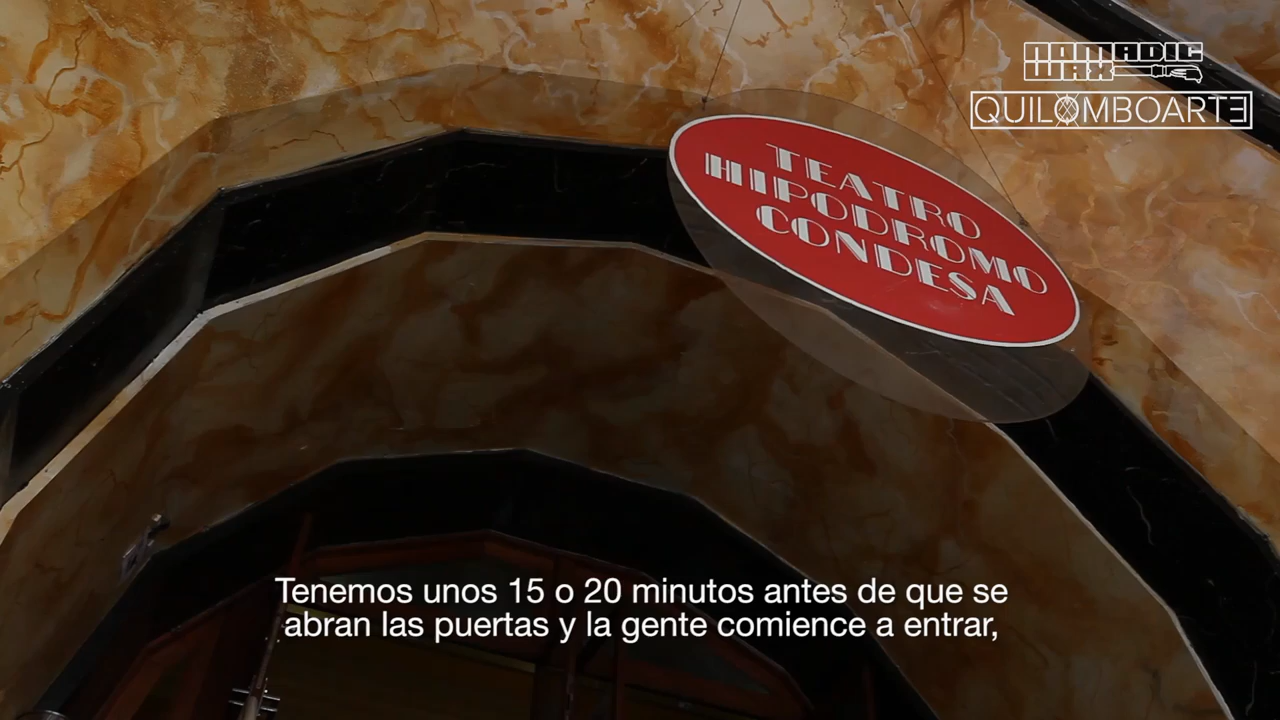 NOMADIC
WAX
QUILOMBOARTE
TEATRO
HIPODROMO
CONDESA
Tenemos unos 15 o 20 minutos antes de que se
abran las puertas y la gente comience a entrar,